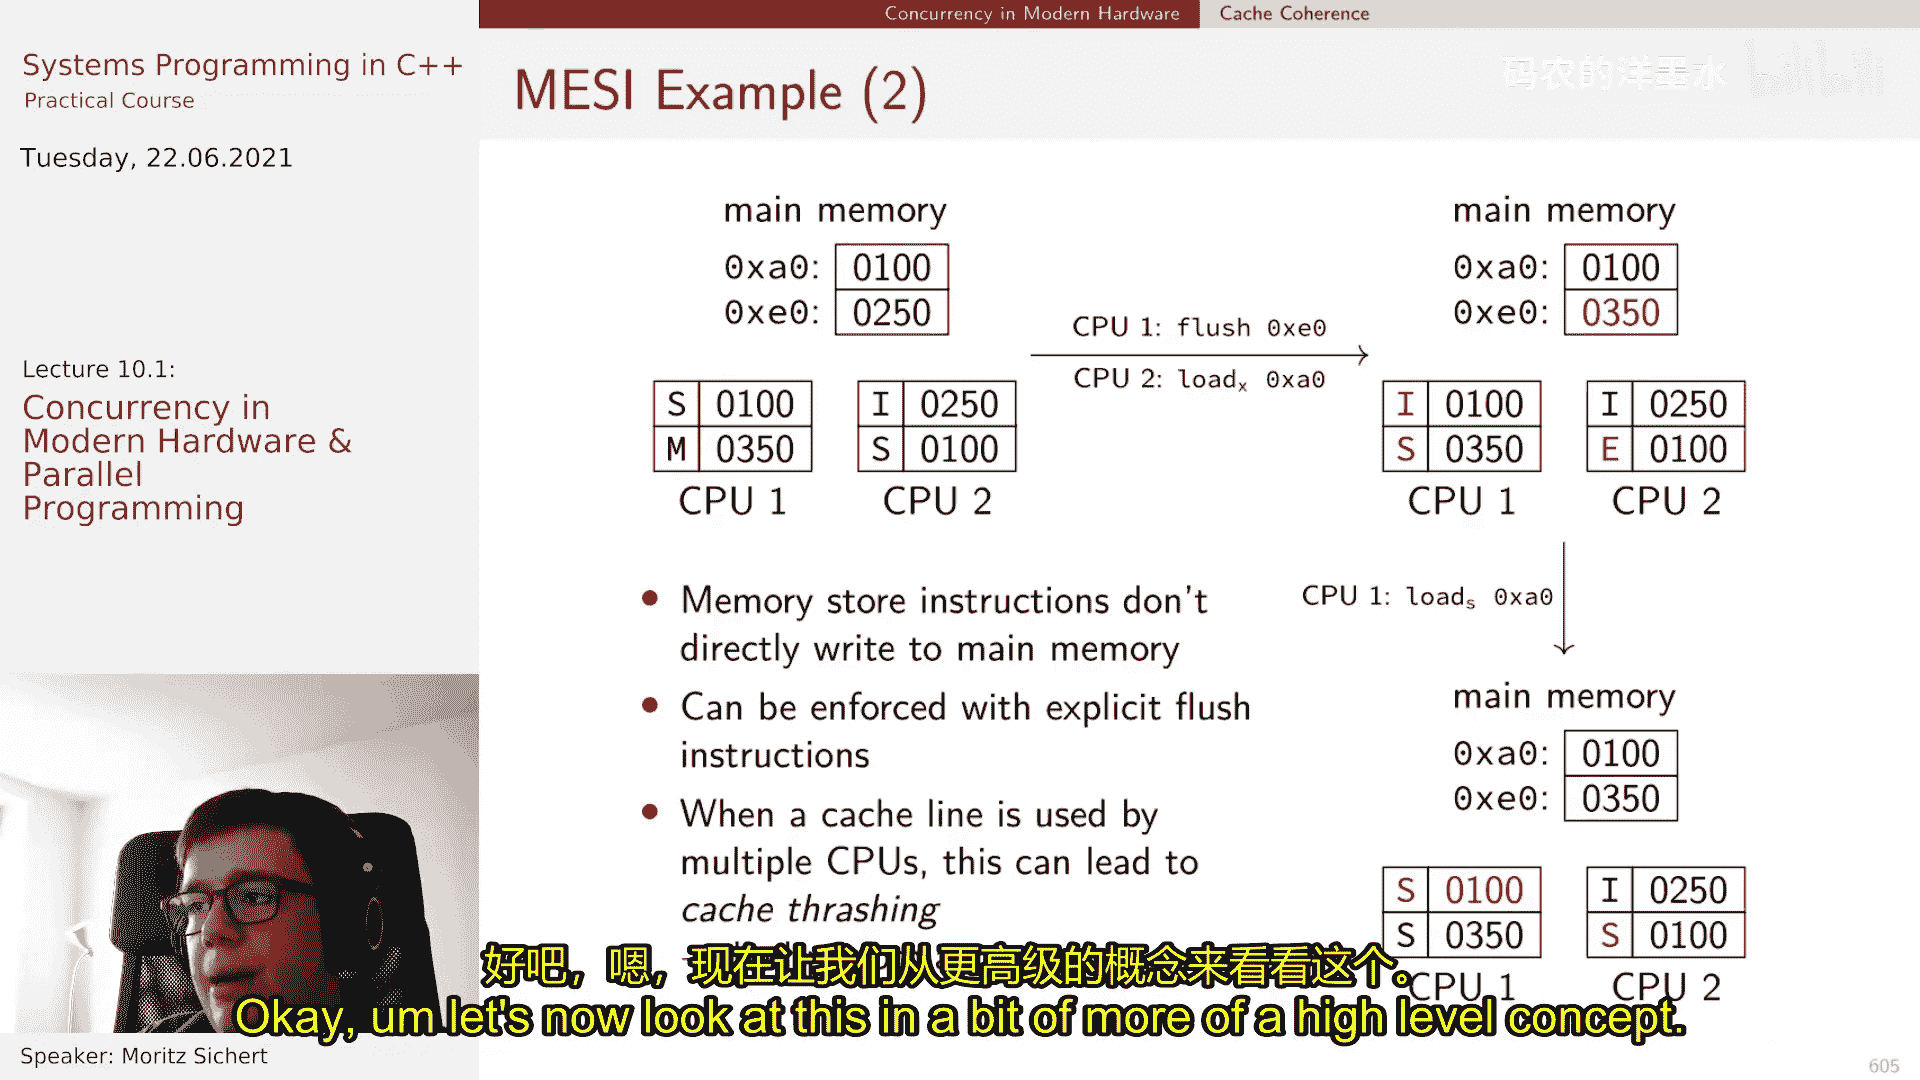 Concurrency in Modern Hardware
Cache Coherence
Systems Programming in C++
Practical Course
Tuesday, 22.06.2021
Lecture 10.1:
Concurrency in
Modern Hardware &
Parallel
Programming
MESI Example (2)
码农的洋墨水
main memory
0xa0: 0100
0xe0: 0250
S 0100
M 0350
CPU 1
I 0250
S 0100
CPU 2
CPU 1: flush 0xe0
CPU 2: loadx 0xa0
main memory
0xa0: 0100
0xe0: 0350
I 0100
S 0350
CPU 1
I 0250
E 0100
CPU 2
CPU 1: loads 0xa0
main memory
0xa0: 0100
0xe0: 0350
S 0100
S 0350
CPU 1
I 0250
S 0100
CPU 2
• Memory store instructions don't
directly write to main memory
• Can be enforced with explicit flush
instructions
• When a cache line is used by
multiple CPUs, this can lead to
cache thrashing
好吧，嗯，现在让我们从更高级的概念来看看这个。
Okay, um let's now look at this in a bit of more of a high level concept.
Speaker: Moritz Sichert
605